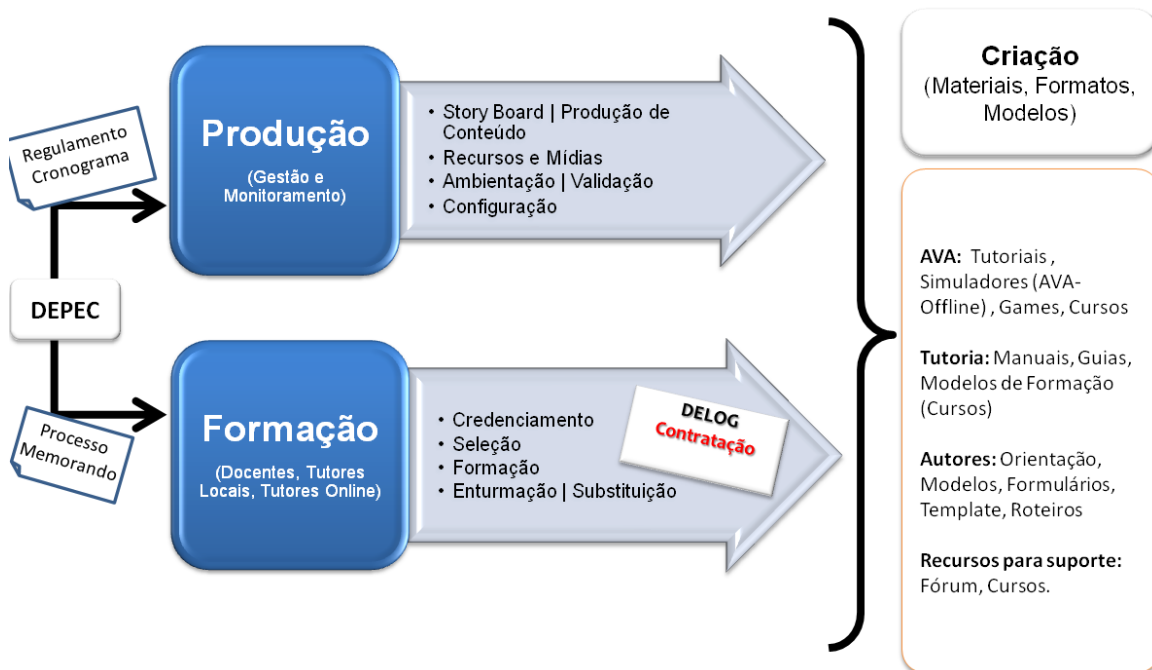 Regulamento
Cronograma
DEPEC
Processo
Memorando
Produção
(Gestão e
Monitoramento)
• Story Board | Produção de
Conteúdo
• Recursos e Mídias
• Ambientação | Validação
• Configuração
Formação
(Docentes, Tutores
Locais, Tutores Online)
• Credenciamento
• Seleção
• Formação
• Enturmação | Substituição
DELOG
Contratação
Criação
(Materiais, Formatos,
Modelos)
AVA: Tutoriais ,
Simuladores (AVA-
Offline) , Games, Cursos
Tutoria: Manuais, Guias,
Modelos de Formação
(Cursos)
Autores: Orientação,
Modelos, Formulários,
Template, Roteiros
Recursos para suporte:
Fórum, Cursos.